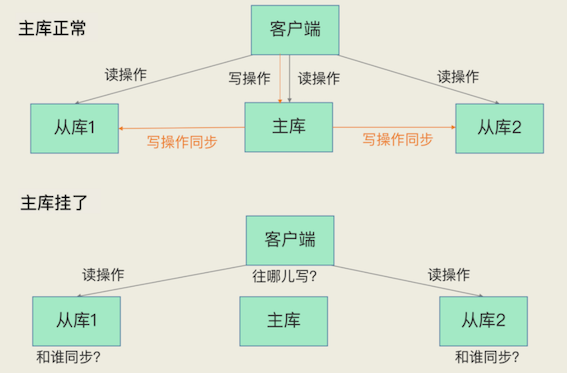 主库正常
客户端
读操作
写操作
读操作
读操作
从库1
主库
从库2
写操作同步
写操作同步
主库挂了
客户端
往哪儿写?
读操作
读操作
从库1
主库
从库2
和谁同步?
和谁同步?